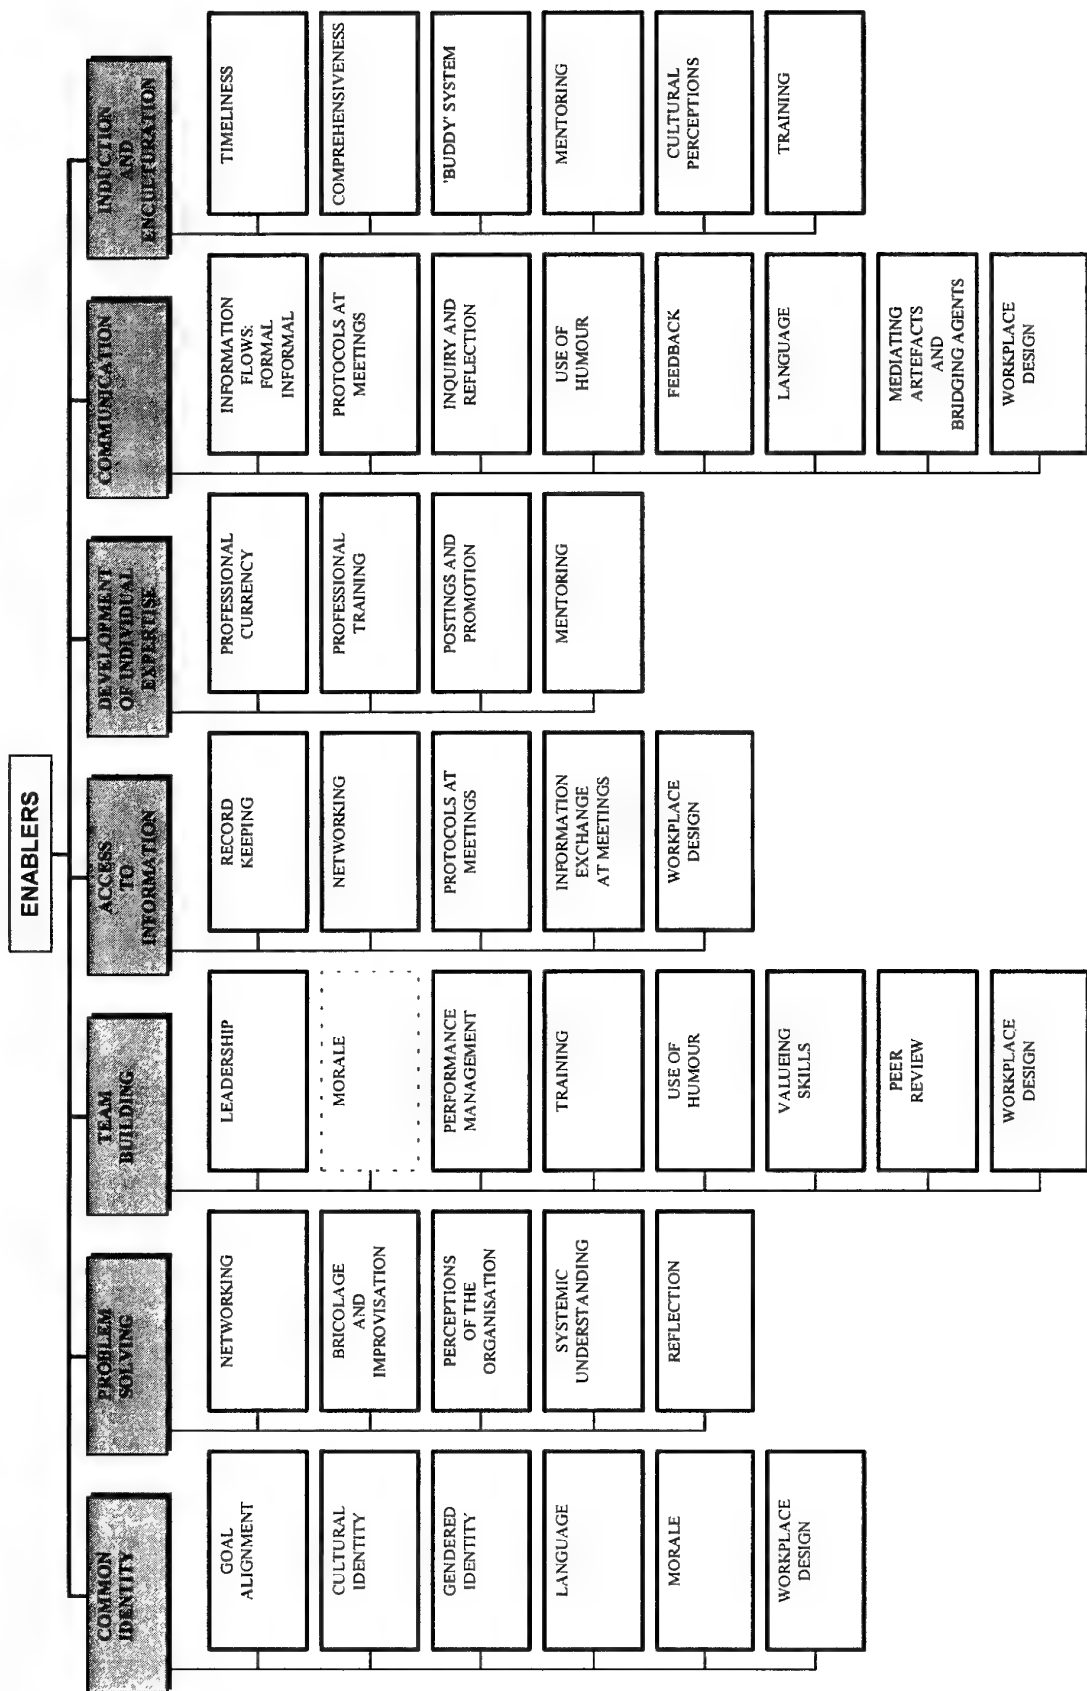 ENABLERS
COMMON
IDENTITY
GOAL
ALIGNMENT
CULTURAL
IDENTITY
GENDERED
IDENTITY
LANGUAGE
MORALE
WORKPLACE
DESIGN
PROBLEM
SOLVING
NETWORKING
BRICOLAGE
AND
IMPROVISATION
PERCEPTIONS
OF THE
ORGANISATION
SYSTEMIC
UNDERSTANDING
REFLECTION
TEAM
BUILDING
LEADERSHIP
MORALE
PERFORMANCE
MANAGEMENT
TRAINING
USE OF
HUMOUR
VALUEING
SKILLS
PEER
REVIEW
WORKPLACE
DESIGN
ACCESS
TO
INFORMATION
RECORD
KEEPING
NETWORKING
PROTOCOLS AT
MEETINGS
INFORMATION
EXCHANGE
AT MEETINGS
WORKPLACE
DESIGN
DEVELOPMENT
OF INDIVIDUAL
EXPERTISE
PROFESSIONAL
CURRENCY
PROFESSIONAL
TRAINING
POSTINGS AND
PROMOTION
MENTORING
COMMUNICATION
INFORMATION
FLOWS:
FORMAL
INFORMAL
PROTOCOLS AT
MEETINGS
INQUIRY AND
REFLECTION
USE OF
HUMOUR
FEEDBACK
LANGUAGE
MEDIATING
ARTEFACTS
AND
BRIDGING AGENTS
WORKPLACE
DESIGN
INDUCTION
AND
ENCULTURATION
TIMELINESS
COMPREHENSIVENESS
'BUDDY' SYSTEM
MENTORING
CULTURAL
PERCEPTIONS
TRAINING